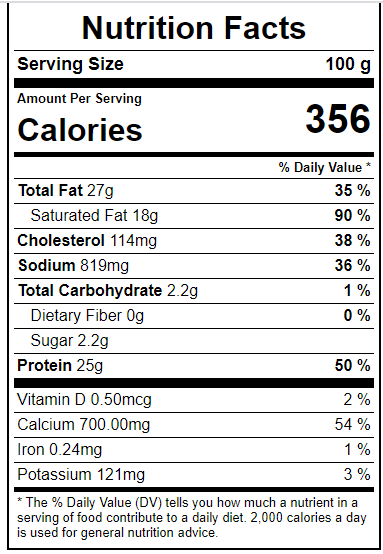 Nutrition Facts
Serving Size 100 g
Amount Per Serving
Calories 356
% Daily Value *
Total Fat 27g 35 %
Saturated Fat 18g 90 %
Cholesterol 114mg 38 %
Sodium 819mg 36 %
Total Carbohydrate 2.2g 1 %
Dietary Fiber 0g 0 %
Sugar 2.2g
Protein 25g 50 %
Vitamin D 0.50mcg 2 %
Calcium 700.00mg 54 %
Iron 0.24mg 1 %
Potassium 121mg 3 %
* The % Daily Value (DV) tells you how much a nutrient in a
serving of food contribute to a daily diet. 2,000 calories a day
is used for general nutrition advice.